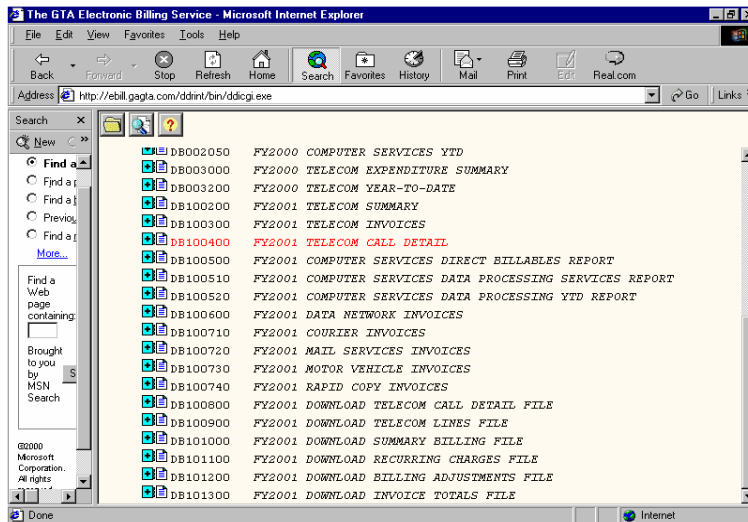 The GTA Electronic Billing Service - Microsoft Internet Explorer
File Edit View Favorites Tools Help
Back Forward Stop Refresh Home Search Favorites History Mail Print Edit Real.com
Address http://ebill.gagta.com/ddrint/bin/ddicgi.exe Go Links
Search
New
Find a
Find a
Find a
Previou
Find a
More...
Find a
Web
page
containing:
Brought
to you
by
MSN
Search
S
©2000
Microsoft
Corporation.
All rights
DB002050 FY2000 COMPUTER SERVICES YTD
DB003000 FY2000 TELECOM EXPENDITURE SUMMARY
DB003200 FY2000 TELECOM YEAR-TO-DATE
DB100200 FY2001 TELECOM SUMMARY
DB100300 FY2001 TELECOM INVOICES
DB100400 FY2001 TELECOM CALL DETAIL
DB100500 FY2001 COMPUTER SERVICES DIRECT BILLABLES REPORT
DB100510 FY2001 COMPUTER SERVICES DATA PROCESSING SERVICES REPORT
DB100520 FY2001 COMPUTER SERVICES DATA PROCESSING YTD REPORT
DB100600 FY2001 DATA NETWORK INVOICES
DB100710 FY2001 COURIER INVOICES
DB100720 FY2001 MAIL SERVICES INVOICES
DB100730 FY2001 MOTOR VEHICLE INVOICES
DB100740 FY2001 RAPID COPY INVOICES
DB100800 FY2001 DOWNLOAD TELECOM CALL DETAIL FILE
DB100900 FY2001 DOWNLOAD TELECOM LINES FILE
DB101000 FY2001 DOWNLOAD SUMMARY BILLING FILE
DB101100 FY2001 DOWNLOAD RECURRING CHARGES FILE
DB101200 FY2001 DOWNLOAD BILLING ADJUSTMENTS FILE
DB101300 FY2001 DOWNLOAD INVOICE TOTALS FILE
Done Internet